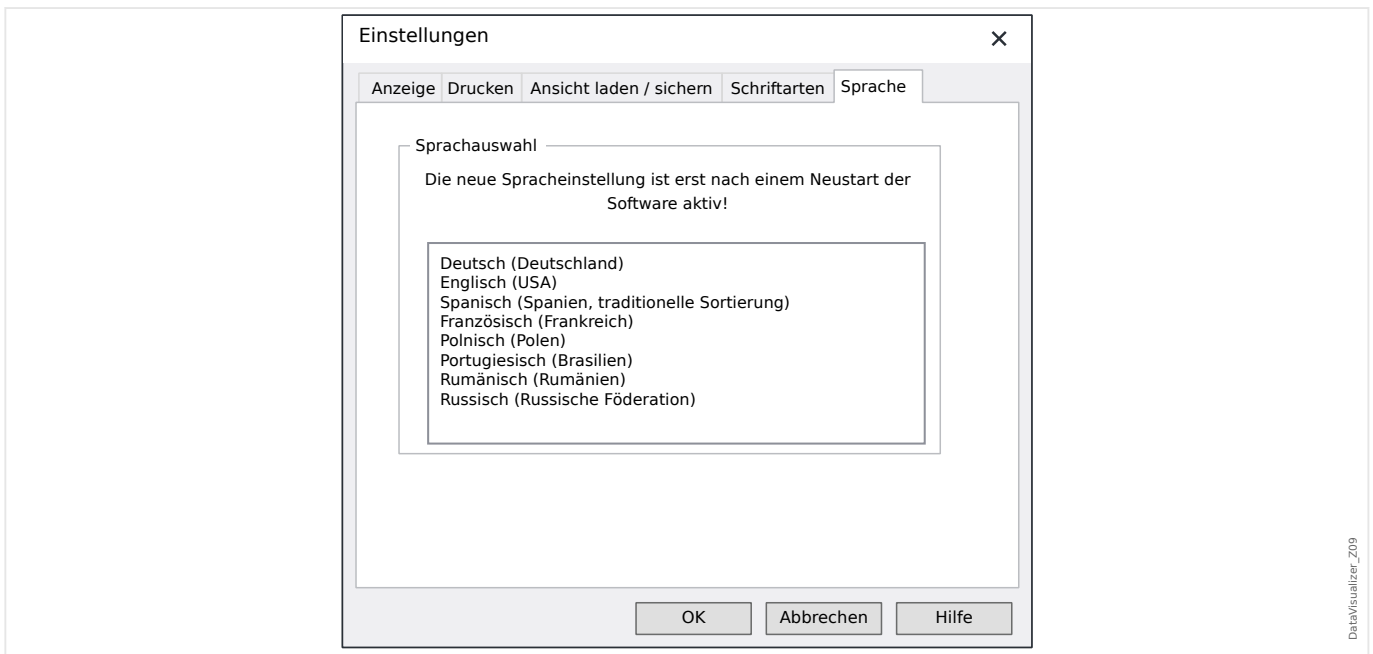 Einstellungen
Anzeige Drucken Ansicht laden / sichern Schriftarten Sprache
Sprachauswahl
Die neue Spracheinstellung ist erst nach einem Neustart der
Software aktiv!
Deutsch (Deutschland)
Englisch (USA)
Spanisch (Spanien, traditionelle Sortierung)
Französisch (Frankreich)
Polnisch (Polen)
Portugiesisch (Brasilien)
Rumänisch (Rumänien)
Russisch (Russische Föderation)
OK Abbrechen Hilfe
DataVisualizer_Z09